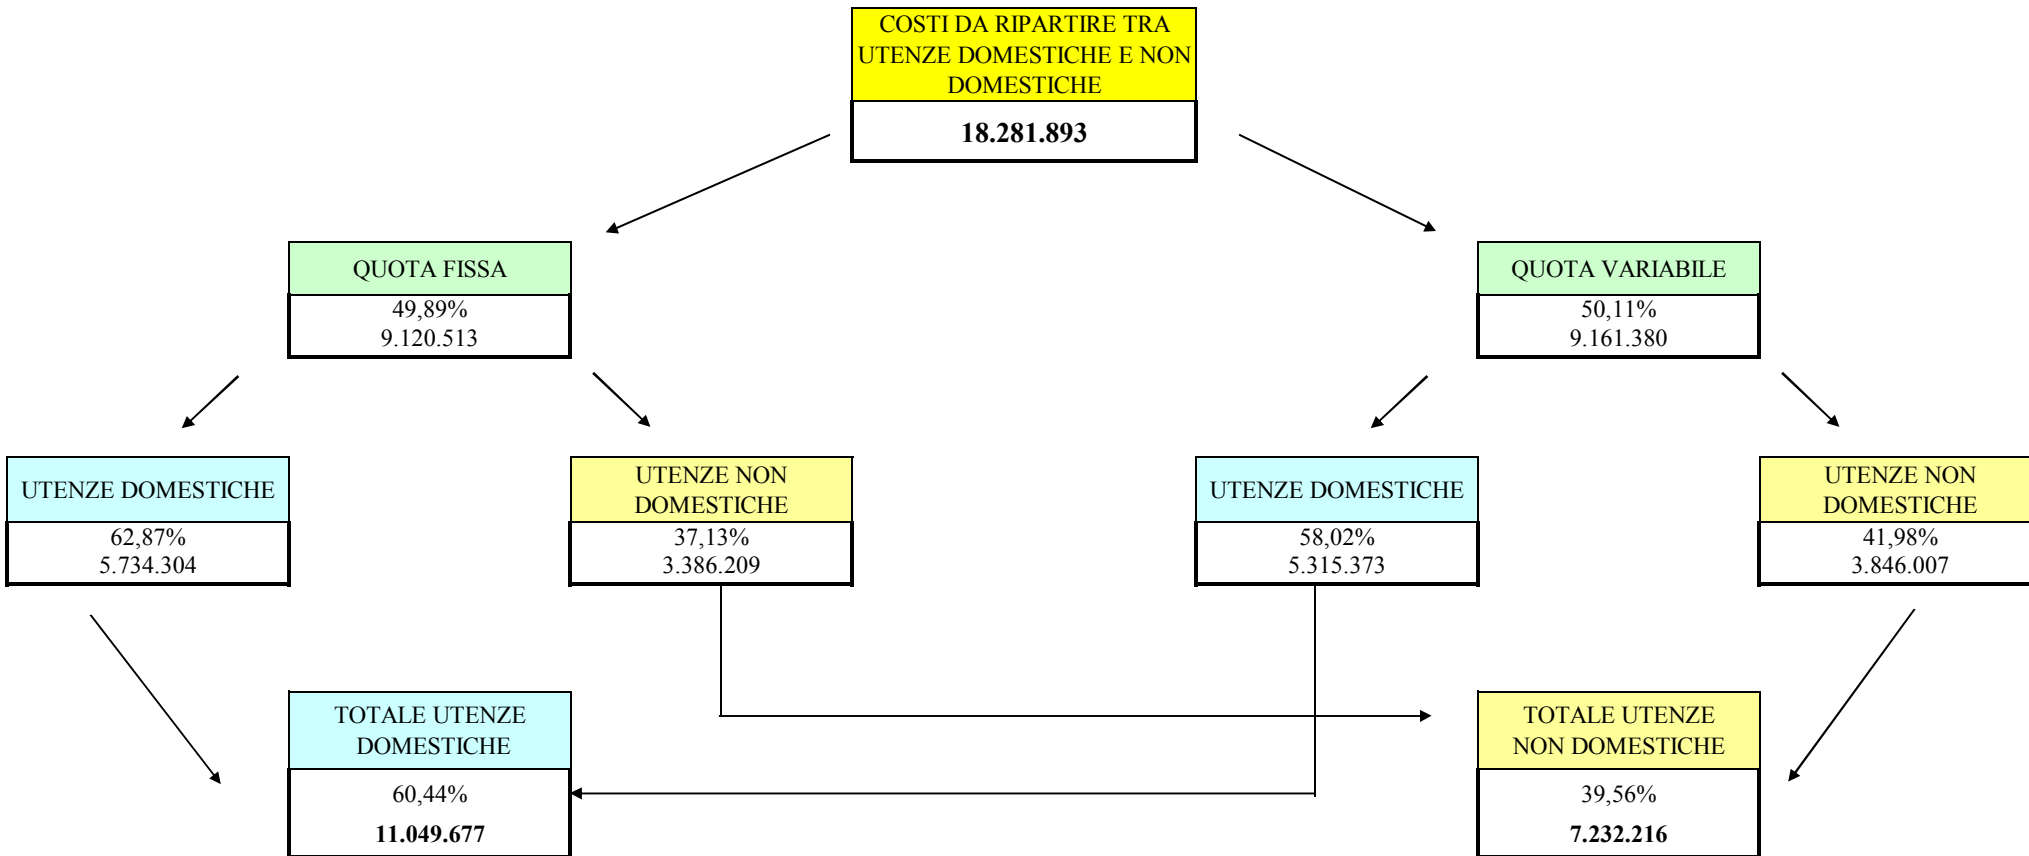 COSTI DA RIPARTIRE TRA
UTENZE DOMESTICHE E NON
DOMESTICHE
18.281.893
QUOTA FISSA
49,89%
9.120.513
QUOTA VARIABILE
50,11%
9.161.380
UTENZE DOMESTICHE
62,87%
5.734.304
UTENZE NON
DOMESTICHE
37,13%
3.386.209
UTENZE DOMESTICHE
58,02%
5.315.373
UTENZE NON
DOMESTICHE
41,98%
3.846.007
TOTALE UTENZE
DOMESTICHE
60,44%
11.049.677
TOTALE UTENZE
NON DOMESTICHE
39,56%
7.232.216